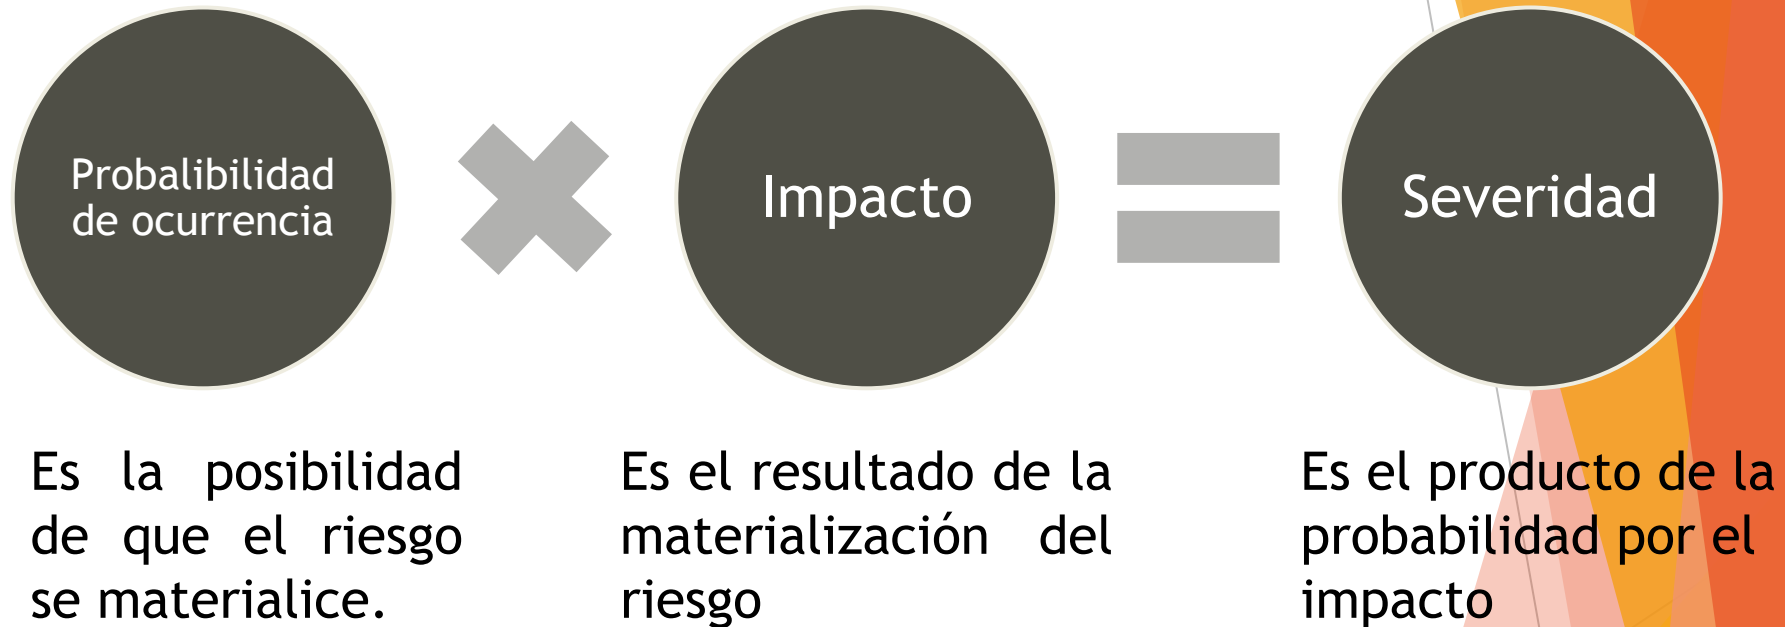 Probalibilidad
de ocurrencia
Impacto
Severidad
Es la posibilidad
de que el riesgo
se materialice.
Es el resultado de la
materialización del
riesgo
Es el producto de la
probabilidad por el
impacto